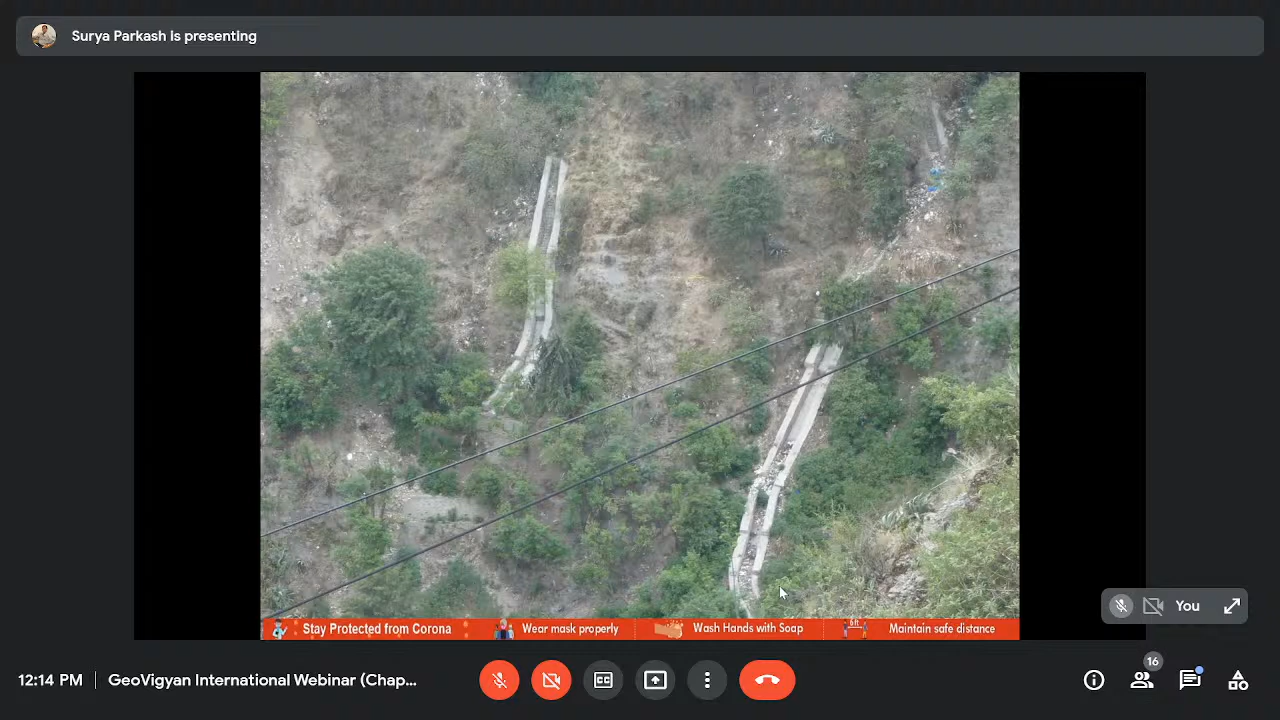 Surya Parkash is presenting
Stay Protected from Corona
Wear mask properly
Wash Hands with Soap
6ft
Maintain safe distance
You
16
12:14 PM
GeoVigyan International Webinar (Chap...
CC